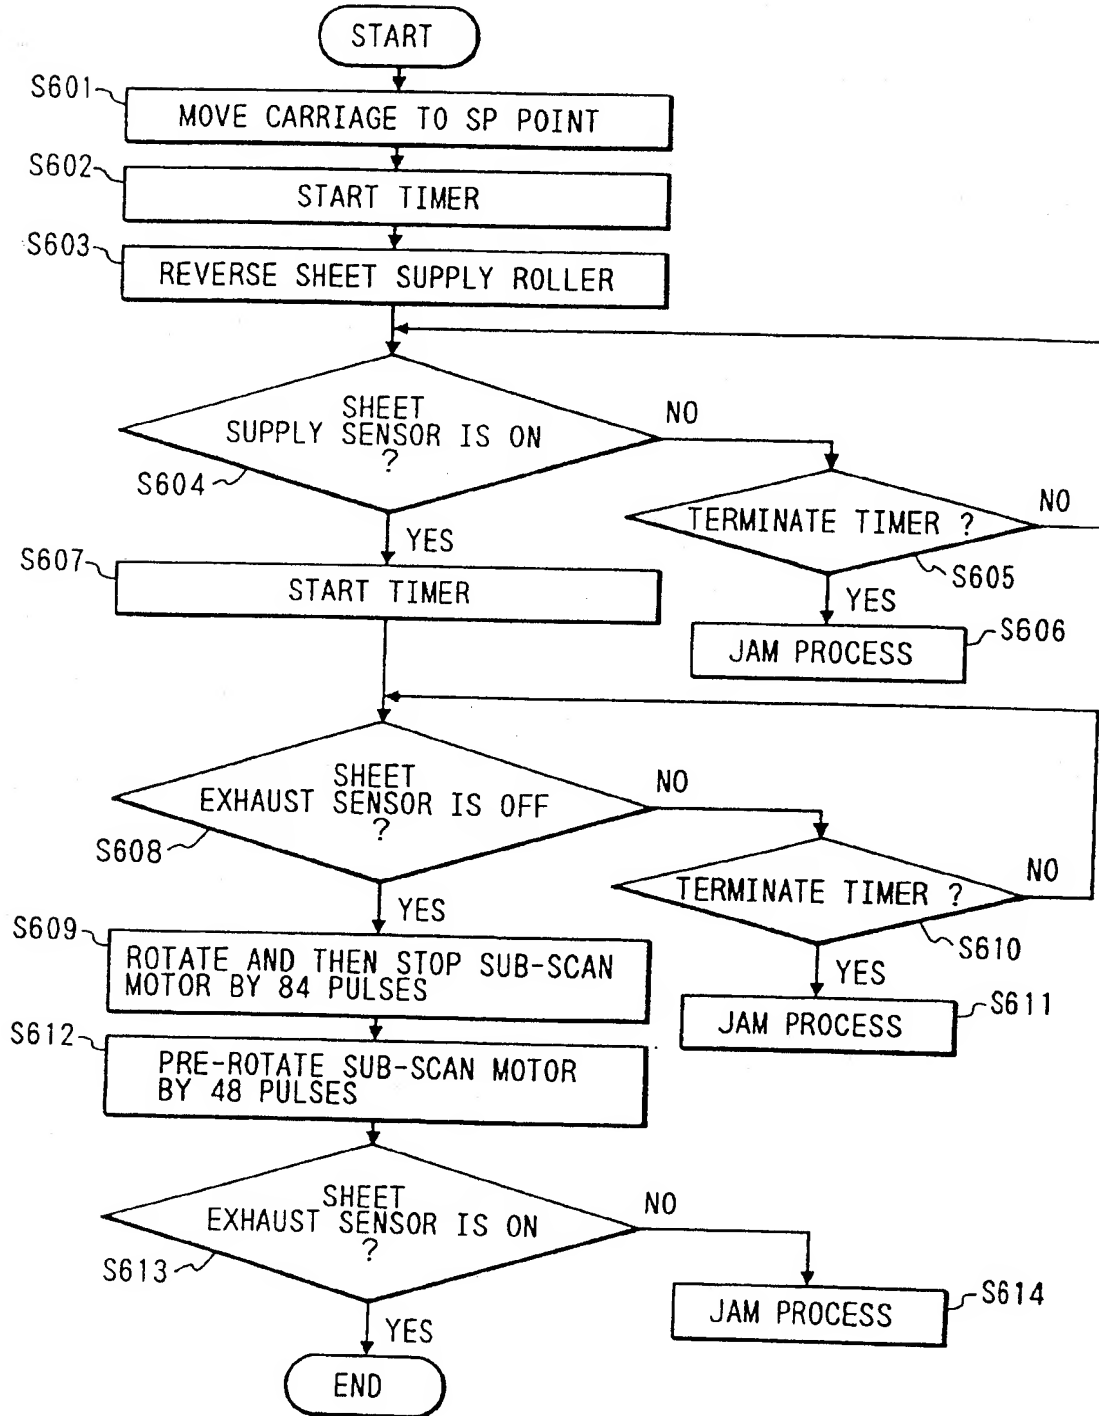 START
S601
MOVE CARRIAGE TO SP POINT
S602
START TIMER
S603
REVERSE SHEET SUPPLY ROLLER
SHEET
SUPPLY SENSOR IS ON
?
NO
S604
TERMINATE TIMER ?
NO
YES
S605
S607
START TIMER
YES
S606
JAM PROCESS
SHEET
EXHAUST SENSOR IS OFF
?
NO
S608
TERMINATE TIMER ?
NO
YES
S610
S609
ROTATE AND THEN STOP SUB-SCAN
MOTOR BY 84 PULSES
YES
S611
JAM PROCESS
S612
PRE-ROTATE SUB-SCAN MOTOR
BY 48 PULSES
SHEET
EXHAUST SENSOR IS ON
?
NO
S613
S614
JAM PROCESS
YES
END